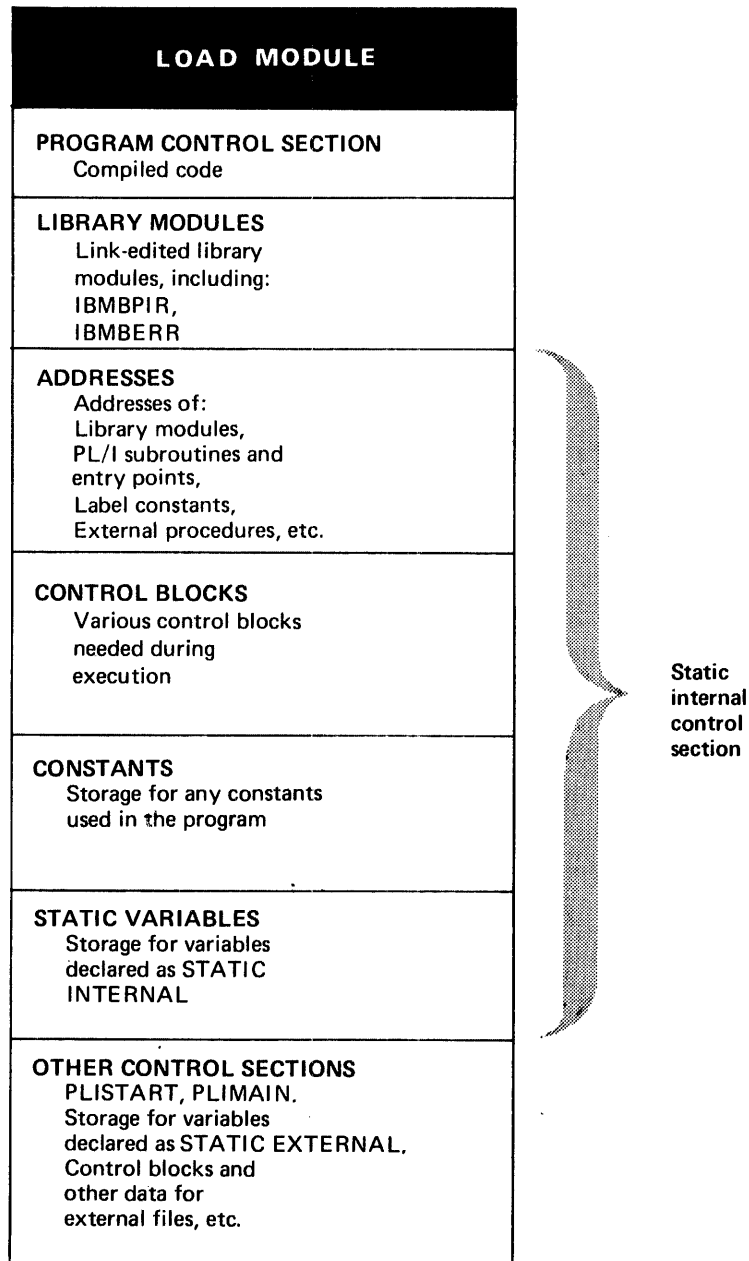 LOAD MODULE
PROGRAM CONTROL SECTION
Compiled code
LIBRARY MODULES
Link-edited library
modules, including:
IBMBPIR,
IBMBERR
ADDRESSES
Addresses of:
Library modules,
PL/I subroutines and
entry points,
Label constants,
External procedures, etc.
CONTROL BLOCKS
Various control blocks
needed during
execution
CONSTANTS
Storage for any constants
used in the program
STATIC VARIABLES
Storage for variables
declared as STATIC
INTERNAL
OTHER CONTROL SECTIONS
PLISTART, PLIMAIN.
Storage for variables
declared as STATIC EXTERNAL.
Control blocks and
other data for
external files, etc.
Static
internal
control
section